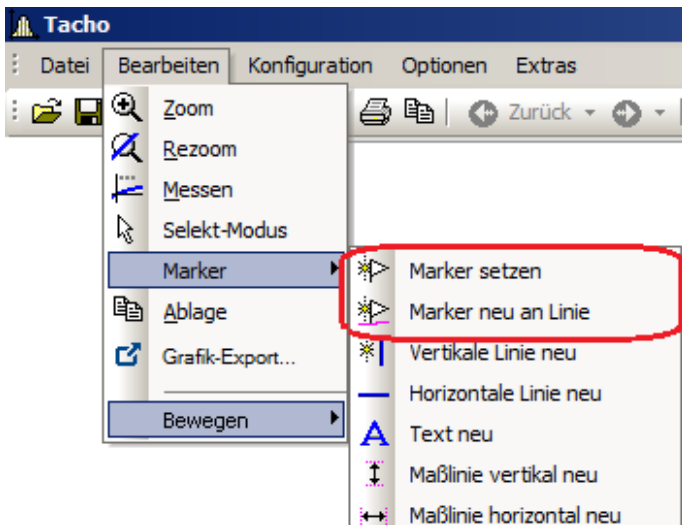 Tacho
Datei Bearbeiten Konfiguration Optionen Extras
Zurück
Zoom
Rezoom
Messen
Selekt-Modus
Marker
Ablage
Grafik-Export...
Bewegen
Marker setzen
Marker neu an Linie
Vertikale Linie neu
Horizontale Linie neu
Text neu
Maßlinie vertikal neu
Maßlinie horizontal neu